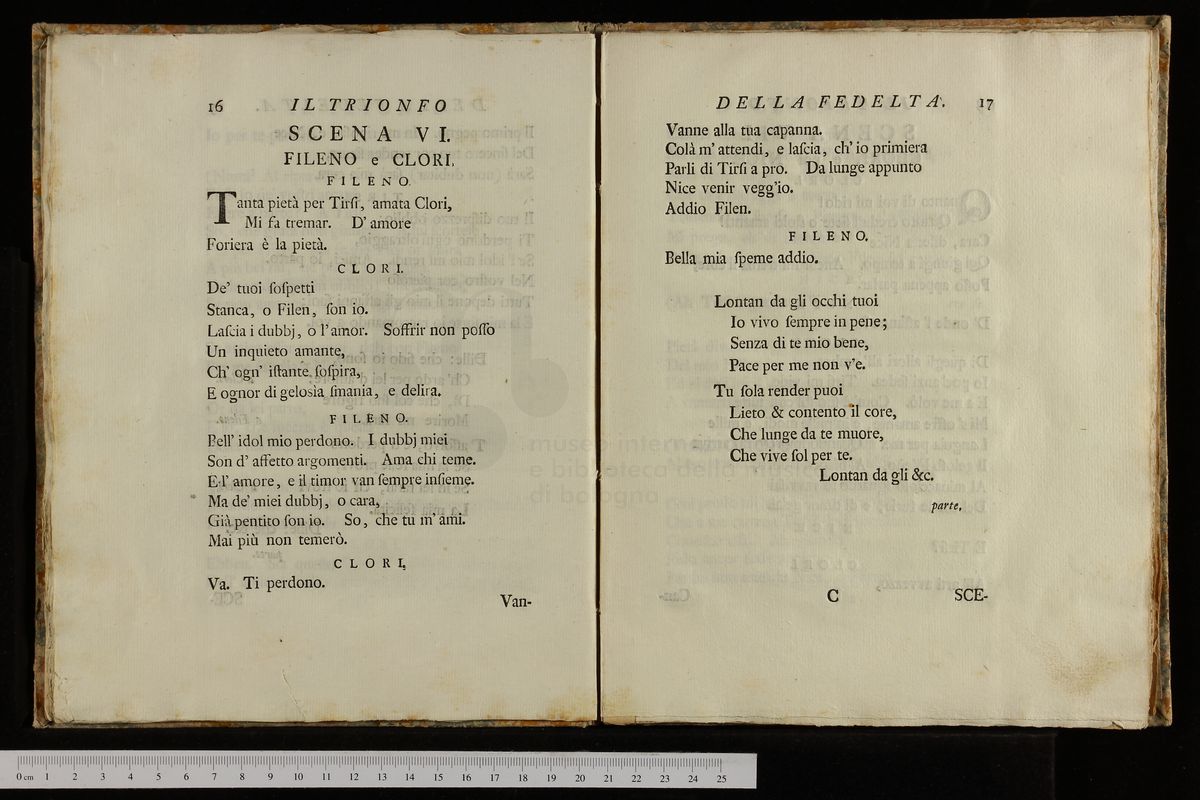 16 IL TRIONFO
SCENA VI.
FILENO e CLORI.
FILENO.
Tanta pietà per Tirſi, amata Clori,
Mi fa tremar. D' amore
Foriera è la pietà.
CLORI.
De' tuoi ſoſpetti
Stanca, o Filen, ſon io.
Laſcia i dubbj, o l'amor. Soffrir non poſſo
Un inquieto amante,
Ch' ogn' iſtante ſoſpira,
E ognor di geloſia ſmania, e delira.
FILENO.
Bell' idol mio perdono. I dubbj miei
Son d' affetto argomenti. Ama chi teme.
E l' amore, e il timor van ſempre inſieme.
Ma de' miei dubbj, o cara,
Già pentito ſon io. So, che tu m' ami.
Mai più non temerò.
CLORI,
Va. Ti perdono.
Van-
DELLA FEDELTA'. 17
Vanne alla tua capanna.
Colà m' attendi, e laſcia, ch' io primiera
Parli di Tirſi a pro. Da lunge appunto
Nice venir vegg'io.
Addio Filen.
FILENO.
Bella mia ſpeme addio.
Lontan da gli occhi tuoi
Io vivo ſempre in pene;
Senza di te mio bene,
Pace per me non v'e.
Tu ſola render puoi
Lieto & contento il core,
Che lunge da te muore,
Che vive ſol per te.
Lontan da gli &c.
parte.
C SCE-
museo internazionale
e biblioteca della musica
di bologna
0 cm 1 2 3 4 5 6 7 8 9 10 11 12 13 14 15 16 17 18 19 20 21 22 23 24 25